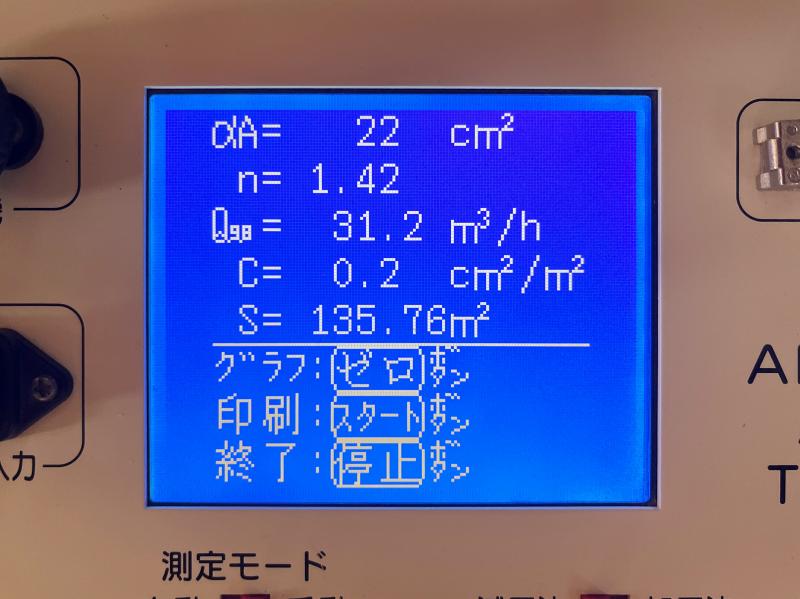 αA= 22 cm²
n= 1.42
Q98= 31.2 m³/h
C= 0.2 cm²/m²
S= 135.76m²
グラフ:(ゼロ)ボタン
印刷:(スタート)ボタン
終了:(停止)ボタン
入力
測定モード